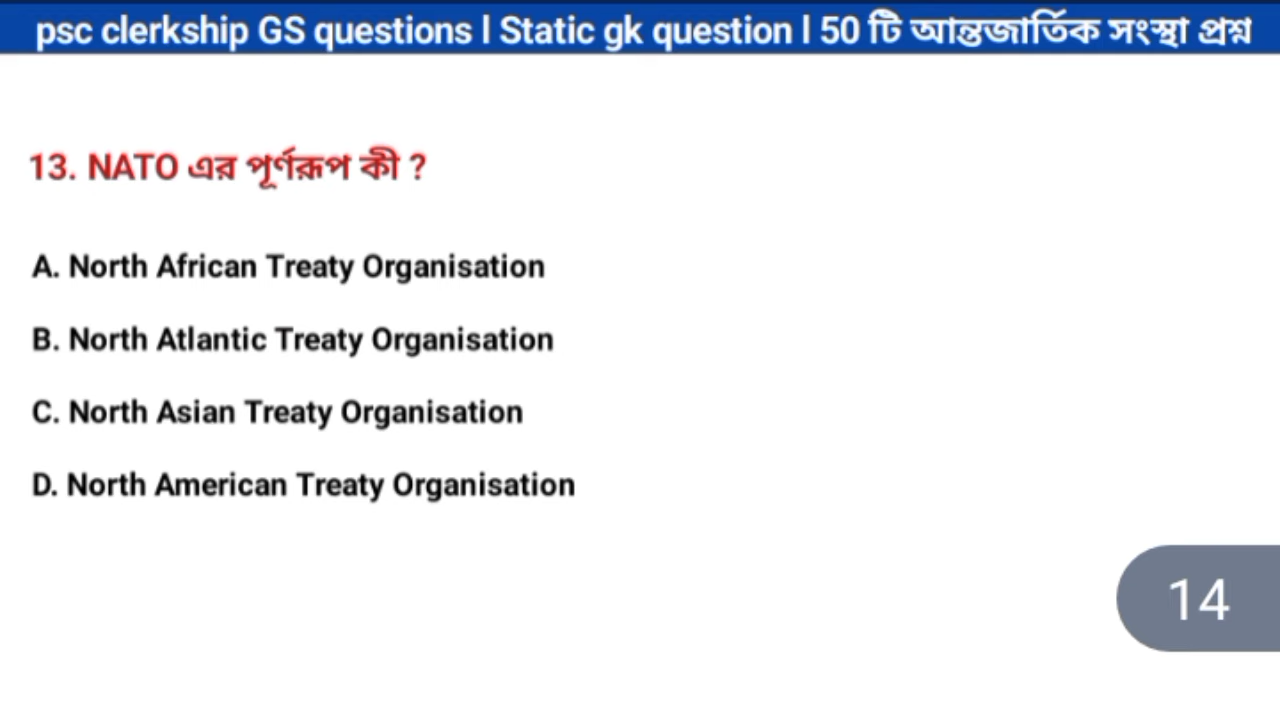 psc clerkship GS questions l Static gk question l 50 টি আন্তজার্তিক সংস্থা প্রশ্ন
13. NATO এর পূর্ণরূপ কী ?
A. North African Treaty Organisation
B. North Atlantic Treaty Organisation
C. North Asian Treaty Organisation
D. North American Treaty Organisation
14